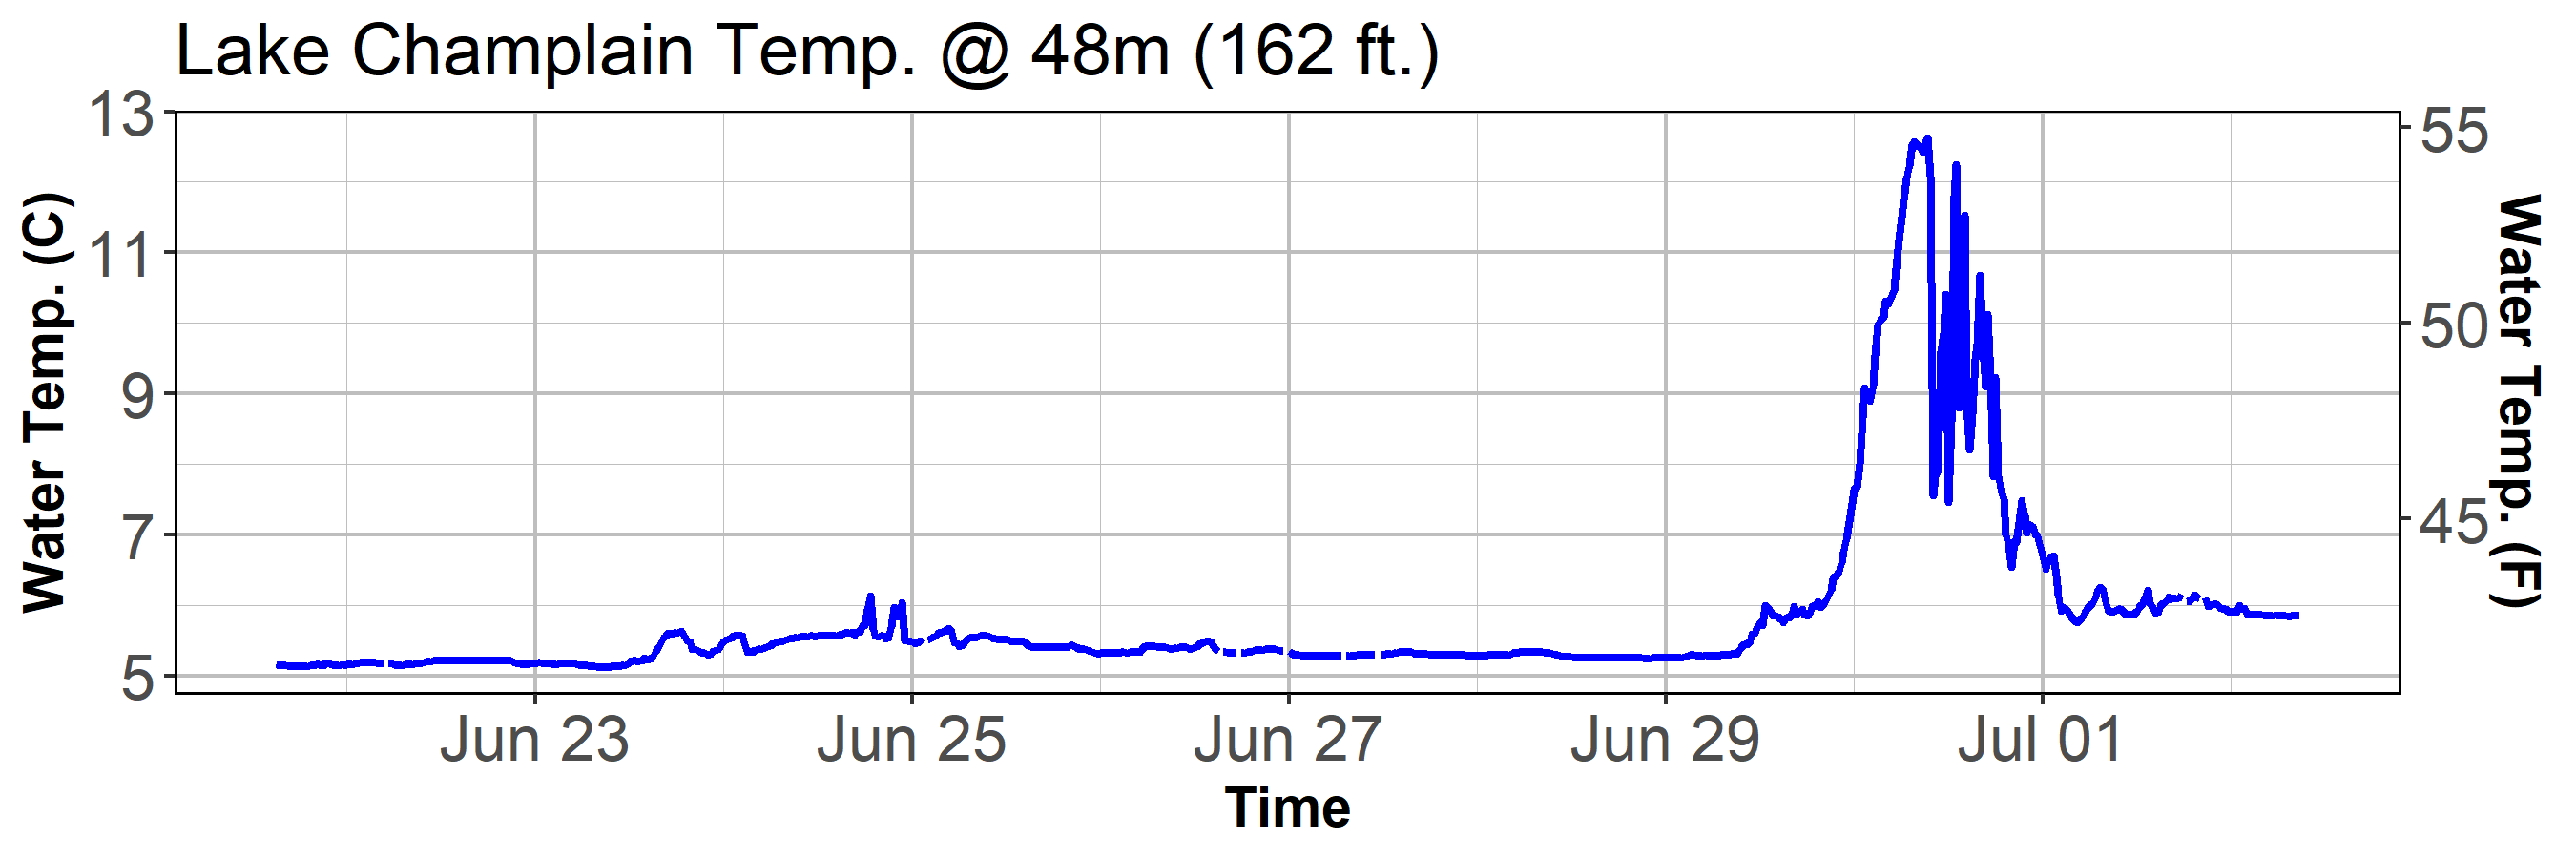 Lake Champlain Temp. @ 48m (162 ft.)
Water Temp. (C)
13
11
9
7
5
55
50
45
Water Temp. (F)
Jun 23 Jun 25 Jun 27 Jun 29 Jul 01
Time